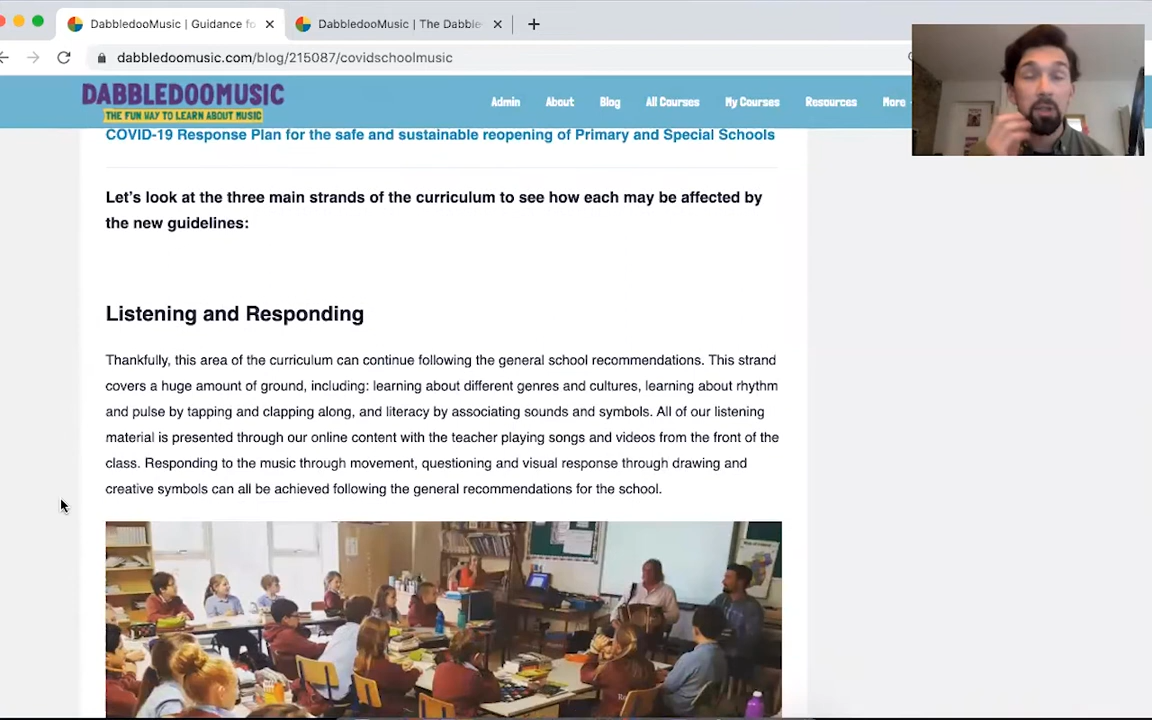 DabbledooMusic | Guidance fo
DabbledooMusic | The Dabble
dabbledoomusic.com/blog/215087/covidschoolmusic
DABBLEDOOMUSIC
THE FUN WAY TO LEARN ABOUT MUSIC
Admin About Blog All Courses My Courses Resources More
COVID-19 Response Plan for the safe and sustainable reopening of Primary and Special Schools
Let’s look at the three main strands of the curriculum to see how each may be affected by
the new guidelines:
Listening and Responding
Thankfully, this area of the curriculum can continue following the general school recommendations. This strand
covers a huge amount of ground, including: learning about different genres and cultures, learning about rhythm
and pulse by tapping and clapping along, and literacy by associating sounds and symbols. All of our listening
material is presented through our online content with the teacher playing songs and videos from the front of the
class. Responding to the music through movement, questioning and visual response through drawing and
creative symbols can all be achieved following the general recommendations for the school.